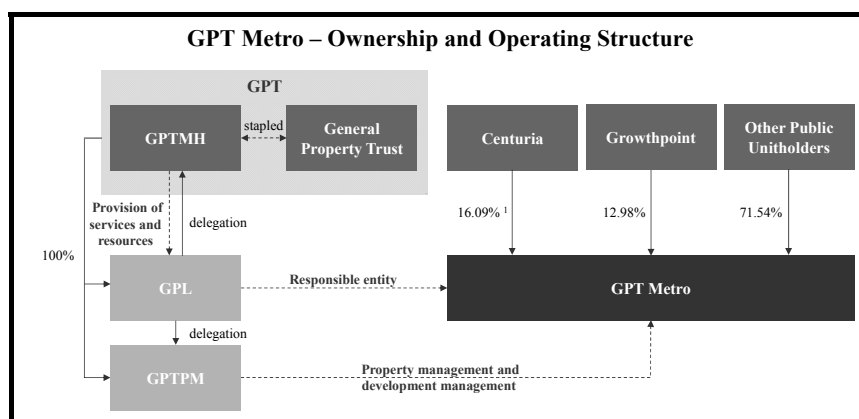 GPT Metro – Ownership and Operating Structure
GPT
GPTMH
stapled
General
Property Trust
Centuria
Growthpoint
Other Public
Unitholders
Provision of
services and
resources
delegation
16.09% 1
12.98%
71.54%
100%
GPL
Responsible entity
GPT Metro
delegation
GPTPM
Property management and
development management